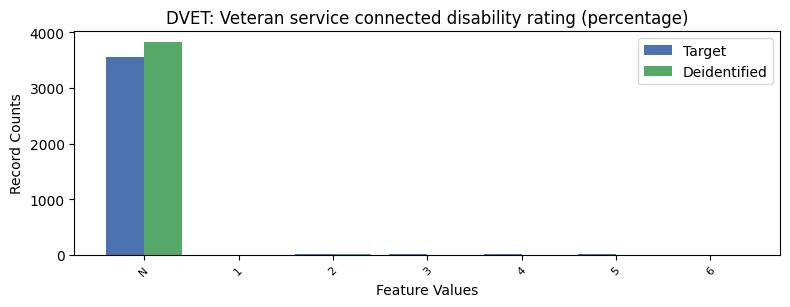 DVET: Veteran service connected disability rating (percentage)
4000
3000
2000
1000
0
Record Counts
Target
Deidentified
N 1 2 3 4 5 6
Feature Values